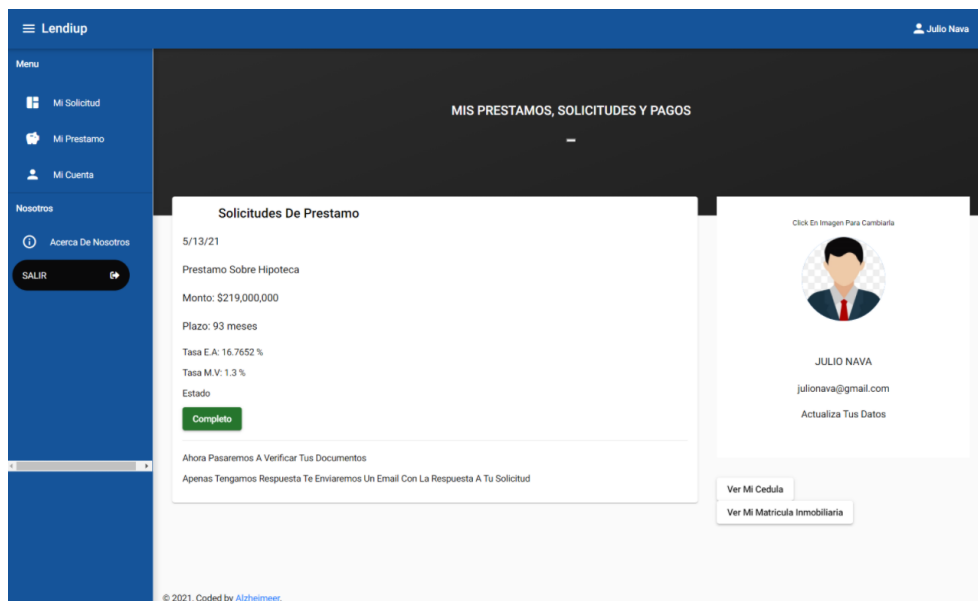 Lendiup
Julio Nava
Menu
Mi Solicitud
Mi Prestamo
Mi Cuenta
Nosotros
Acerca De Nosotros
SALIR
MIS PRESTAMOS, SOLICITUDES Y PAGOS
Solicitudes De Prestamo
5/13/21
Prestamo Sobre Hipoteca
Monto: $219,000,000
Plazo: 93 meses
Tasa E.A: 16.7652 %
Tasa M.V: 1.3 %
Estado
Completo
Ahora Pasaremos A Verificar Tus Documentos
Apenas Tengamos Respuesta Te Enviaremos Un Email Con La Respuesta A Tu Solicitud
Click En Imagen Para Cambiarla
JULIO NAVA
julionava@gmail.com
Actualiza Tus Datos
Ver Mi Cedula
Ver Mi Matricula Inmobiliaria
© 2021, Coded by Alzheimeer.